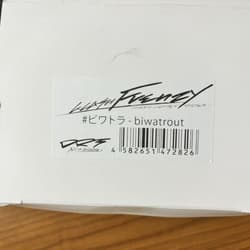 Frenzy
#ビワトラ - biwatrout
DRT
4 582651 472826